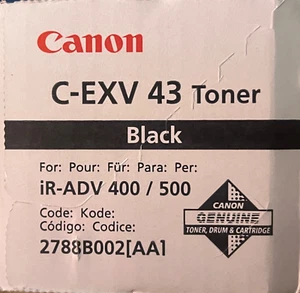 Canon
C-EXV 43 Toner
Black
For: Pour: Für: Para: Per:
iR-ADV 400 / 500
Code: Kode:
Código: Codice:
2788B002[AA]
CANON
GENUINE
TONER, DRUM & CARTRIDGE